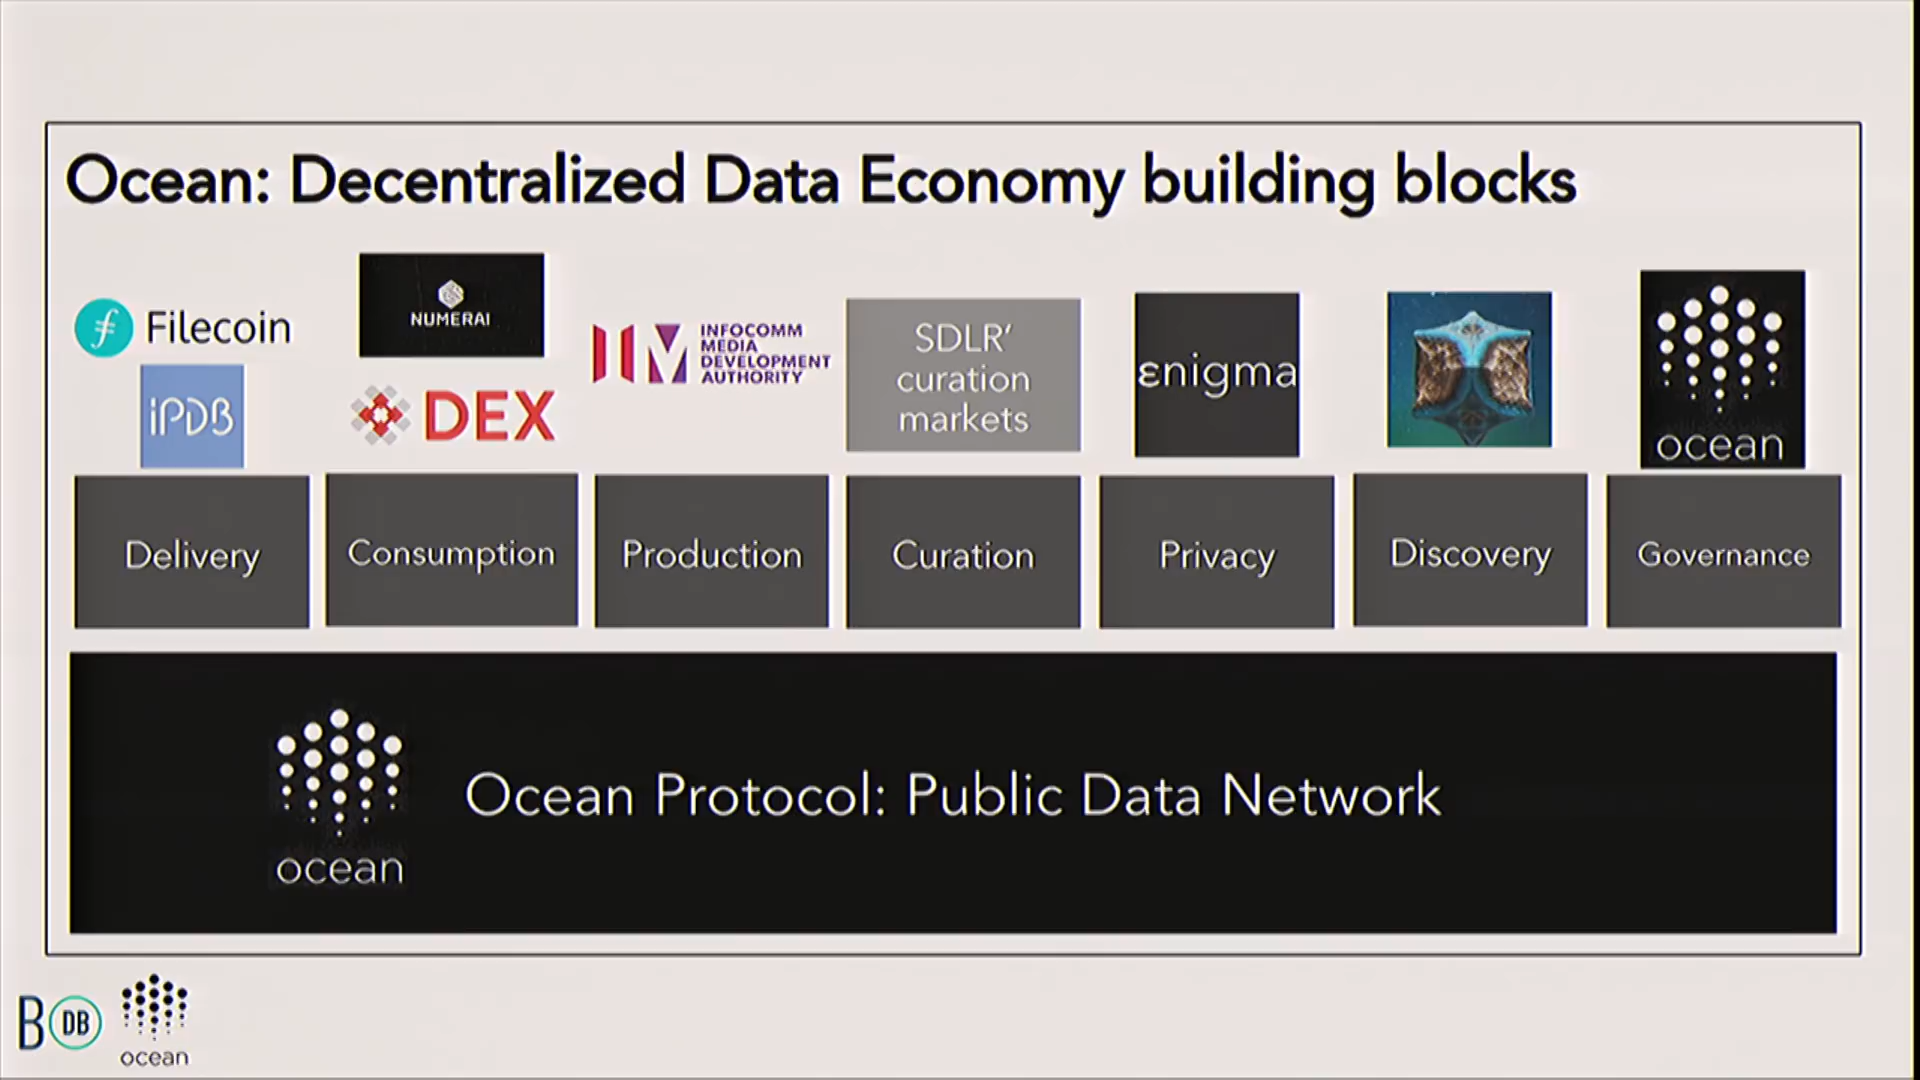 Ocean: Decentralized Data Economy building blocks
Filecoin
iPDB
NUMERAI
DEX
INFOCOMM
MEDIA
DEVELOPMENT
AUTHORITY
SDLR'
curation
markets
enigma
ocean
Delivery
Consumption
Production
Curation
Privacy
Discovery
Governance
ocean
Ocean Protocol: Public Data Network
B DB
ocean